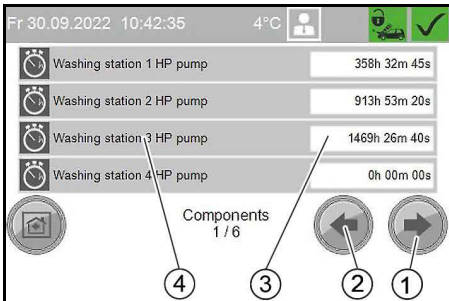 Fr 30.09.2022 10:42:35 4°C
Washing station 1 HP pump 358h 32m 45s
Washing station 2 HP pump 913h 53m 20s
Washing station 3 HP pump 1469h 26m 40s
Washing station 4 HP pump 0h 00m 00s
Components
1 / 6
4 3 2 1